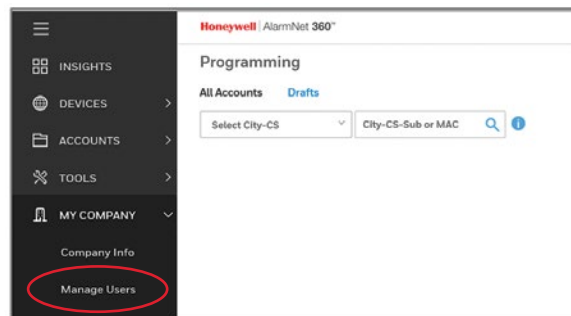 Honeywell | AlarmNet 360™
INSIGHTS
DEVICES
ACCOUNTS
TOOLS
MY COMPANY
Company Info
Manage Users
Programming
All Accounts Drafts
Select City-CS City-CS-Sub or MAC